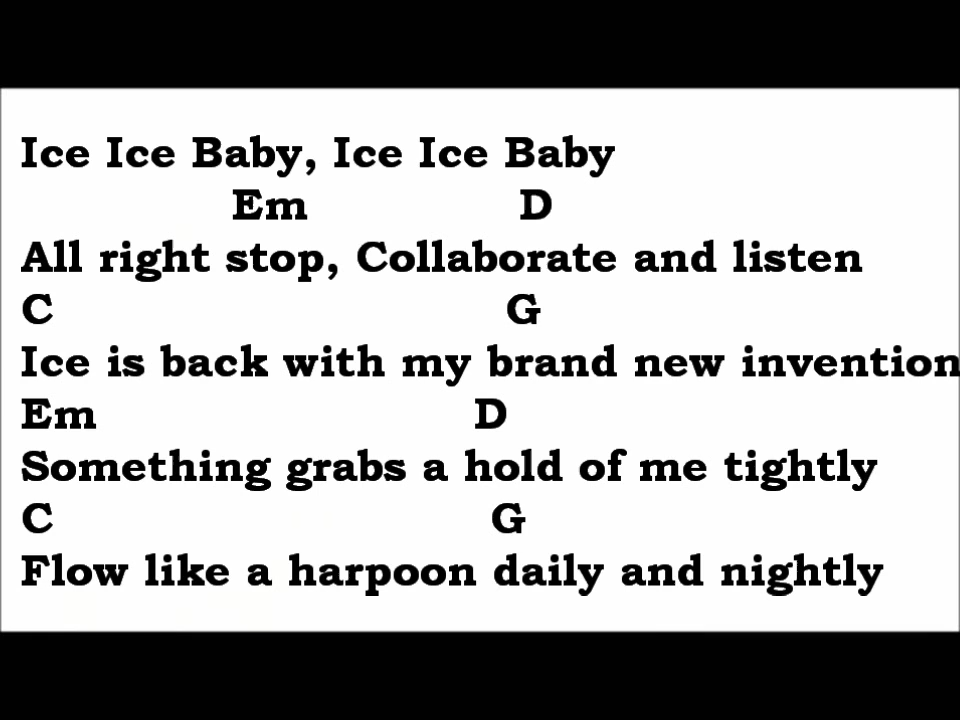 Ice Ice Baby, Ice Ice Baby
Em D
All right stop, Collaborate and listen
C G
Ice is back with my brand new invention
Em D
Something grabs a hold of me tightly
C G
Flow like a harpoon daily and nightly